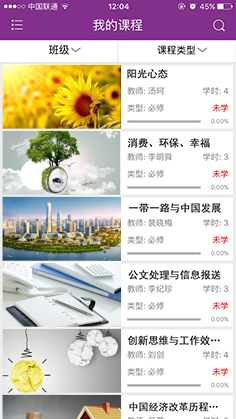 中国联通 12:04 45%
我的课程
班级 课程类型
阳光心态
教师: 汤珂 学时: 4
类型: 必修 未学
0.00%
消费、环保、幸福
教师: 李明舜 学时: 3
类型: 必修 未学
0.00%
一带一路与中国发展
教师: 裴晓梅 学时: 3
类型: 必修 未学
0.00%
公文处理与信息报送
教师: 李纪珍 学时: 3
类型: 必修 未学
0.00%
创新思维与工作效…
教师: 刘剑 学时: 4
类型: 必修 未学
0.00%
中国经济改革历程…